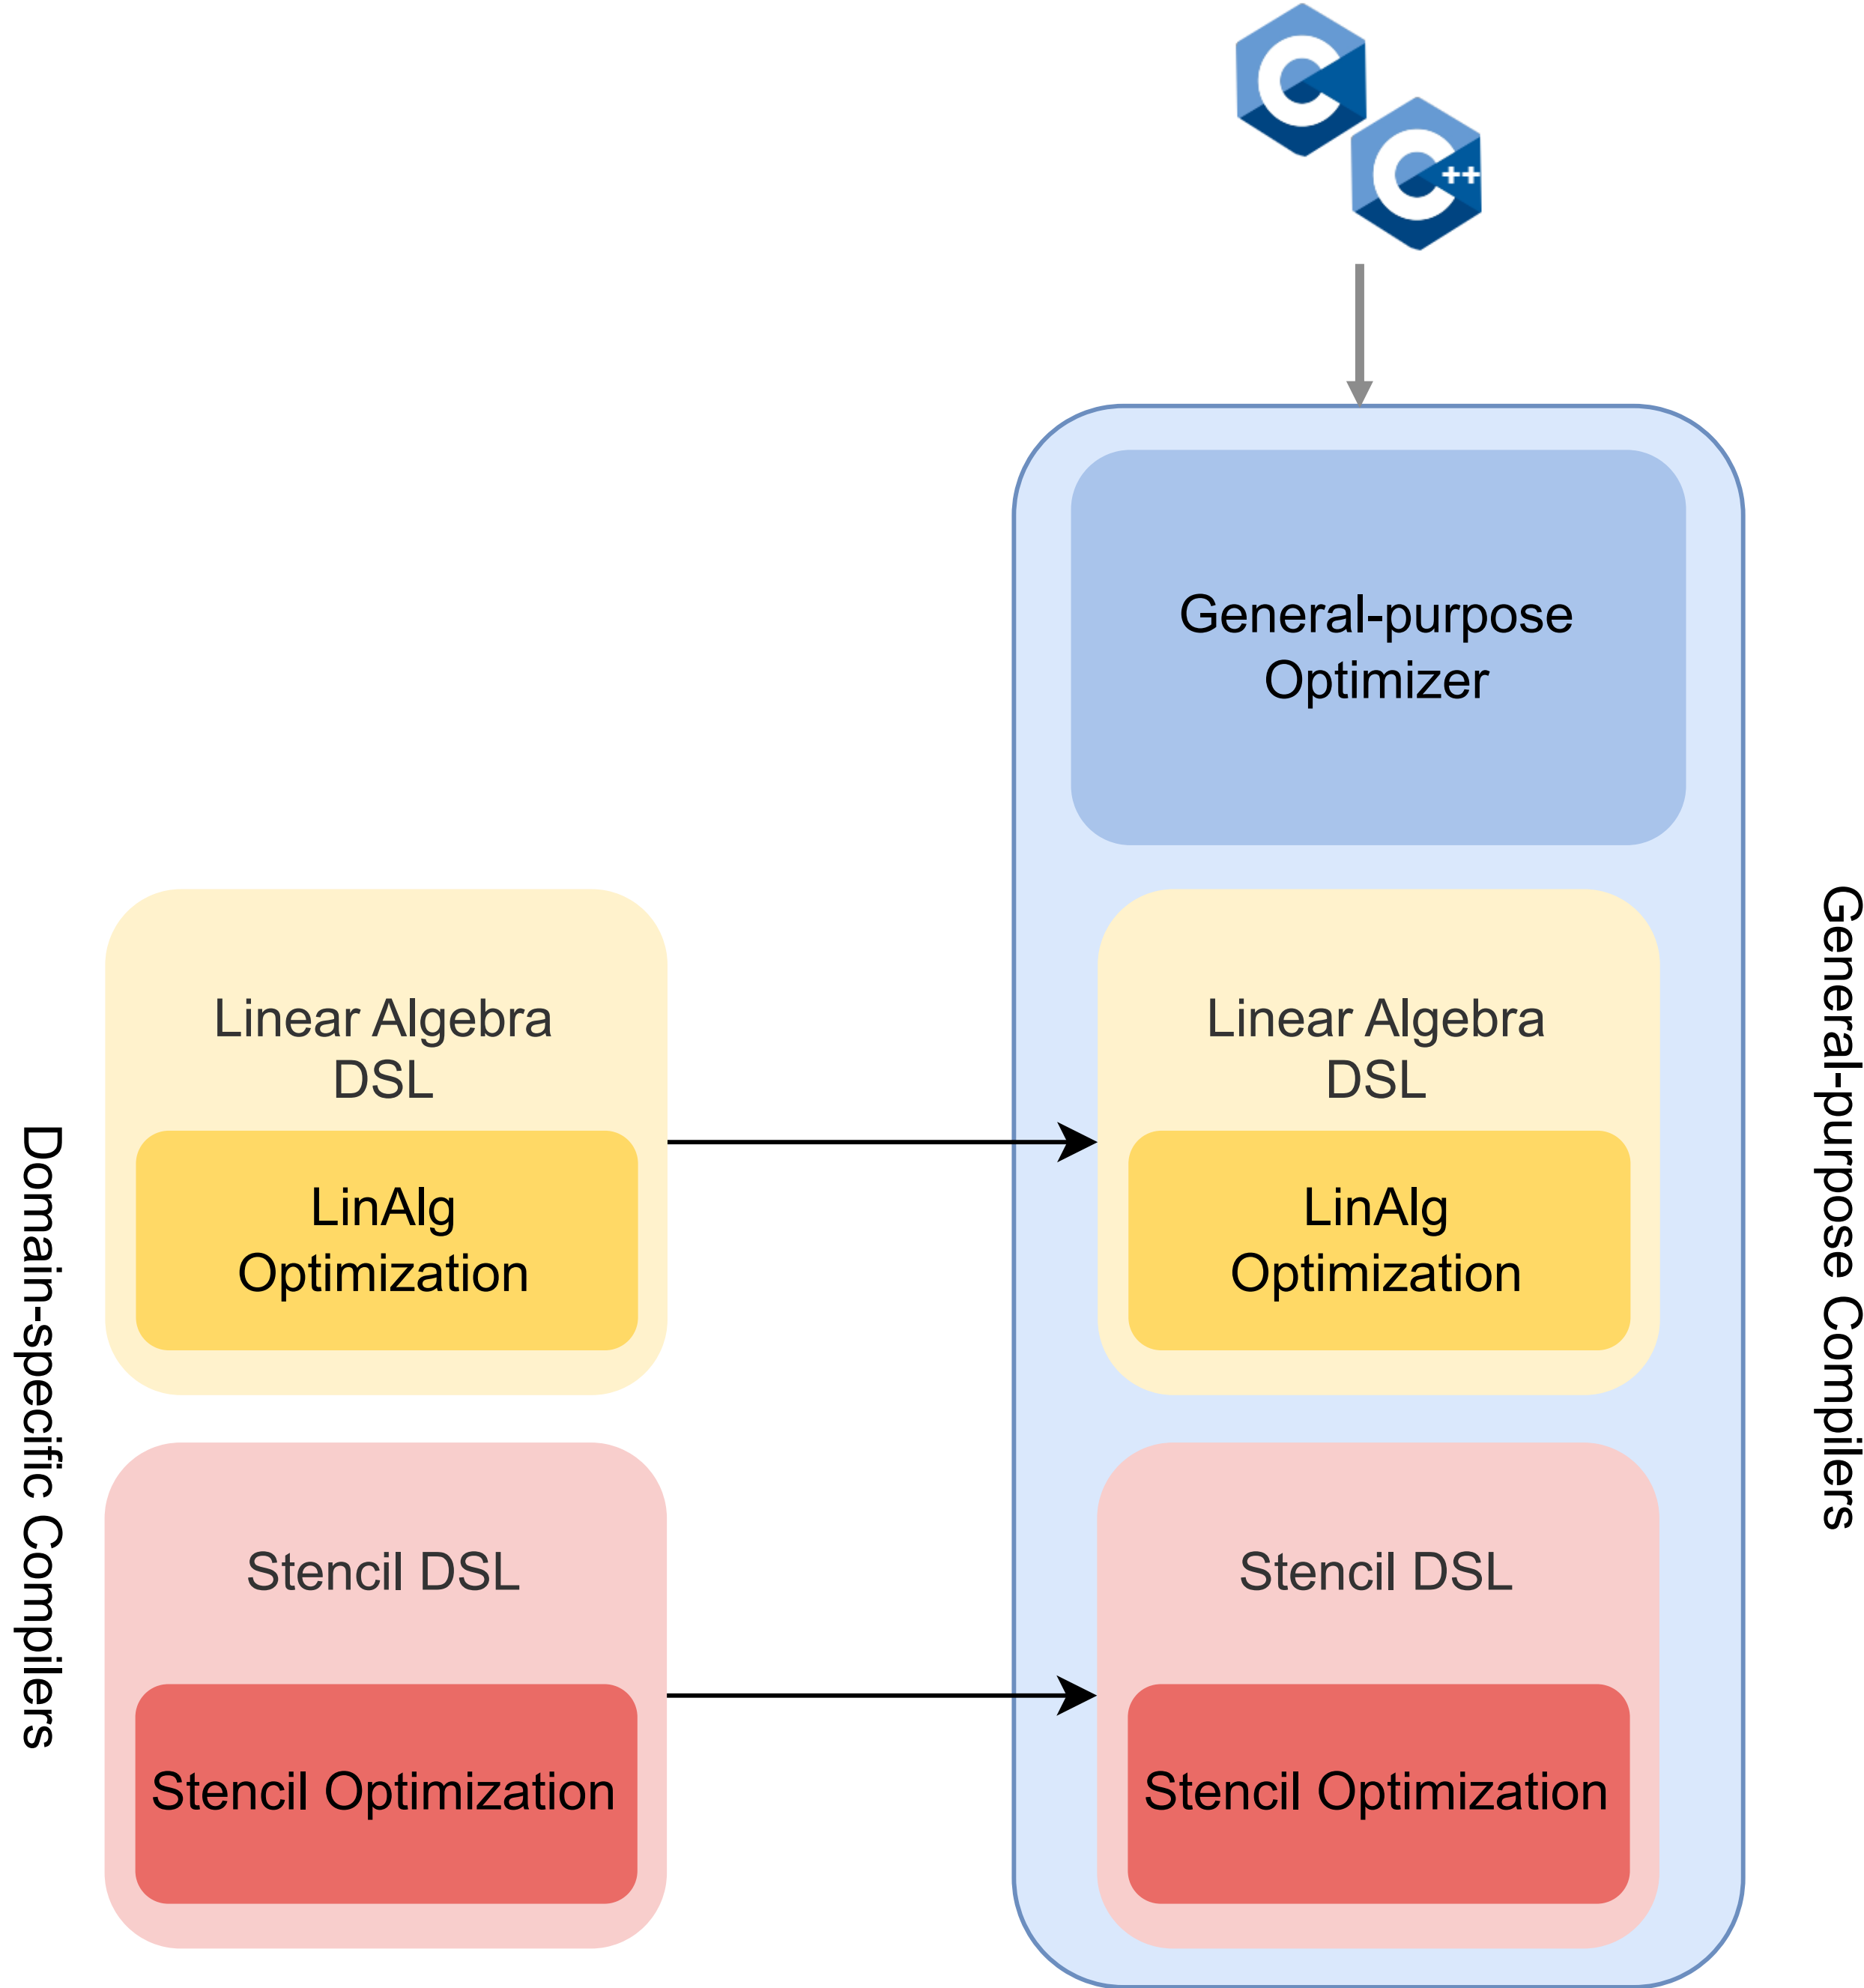 C
C++
General-purpose
Optimizer
Linear Algebra
DSL
LinAlg
Optimization
Stencil DSL
Stencil Optimization
Domain-specific Compilers
Linear Algebra
DSL
LinAlg
Optimization
Stencil DSL
Stencil Optimization
General-purpose Compilers